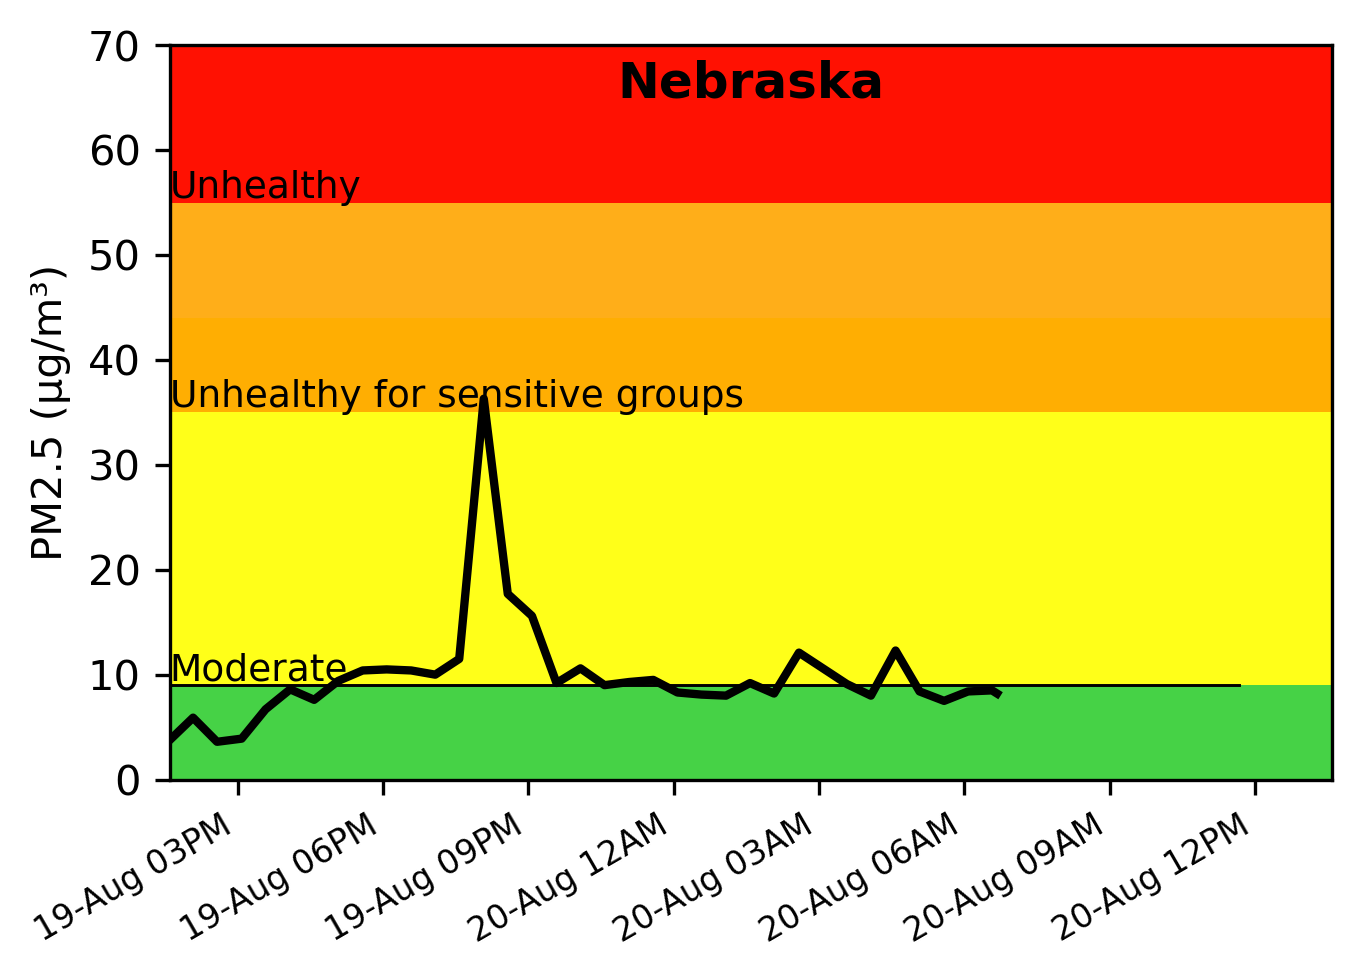 Nebraska
70
60
50
40
30
20
10
0
PM2.5 (µg/m³)
Unhealthy
Unhealthy for sensitive groups
Moderate
19-Aug 03PM
19-Aug 06PM
19-Aug 09PM
20-Aug 12AM
20-Aug 03AM
20-Aug 06AM
20-Aug 09AM
20-Aug 12PM